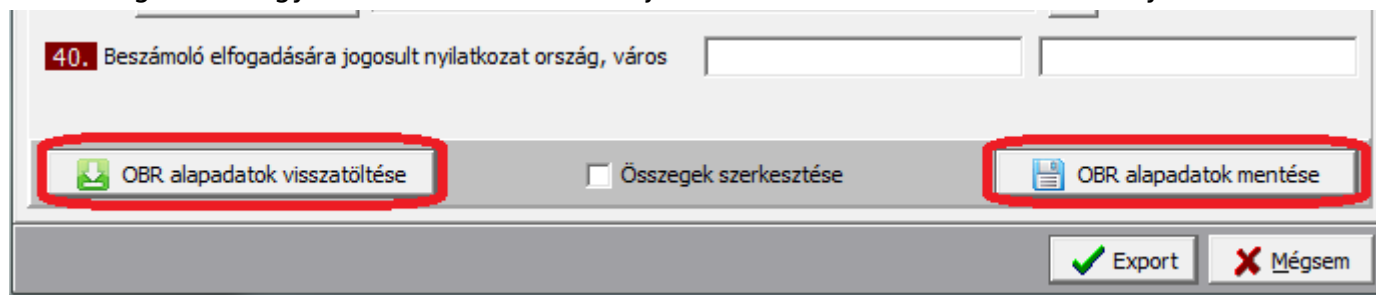 40. Beszámoló elfogadására jogosult nyilatkozat ország, város
OBR alapadatok visszatöltése
Összegek szerkesztése
OBR alapadatok mentése
Export
Mégsem